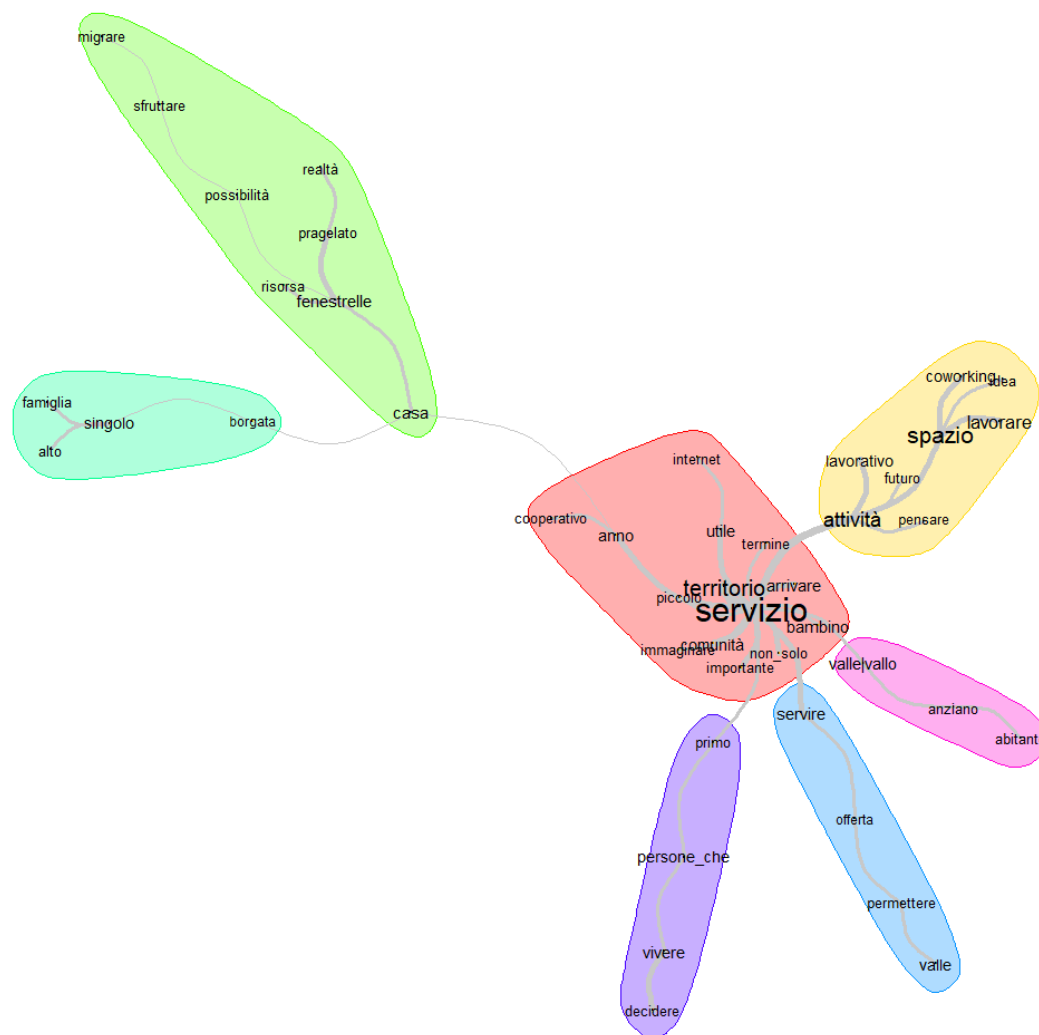 migrare
sfruttare
realtà
possibilità
pragelato
risorsa
fenestrelle
casa
famiglia
singolo
borgata
alto
coworking
idea
lavorare
spazio
lavorativo
futuro
attività
pensare
internet
cooperativo
anno
utile
termine
territorio
arrivare
piccolo
servizio
bambino
comunità
immaginare
non_solo
importante
valle|vallo
anziano
abitant
servire
offerta
permettere
valle
primo
persone_che
vivere
decidere